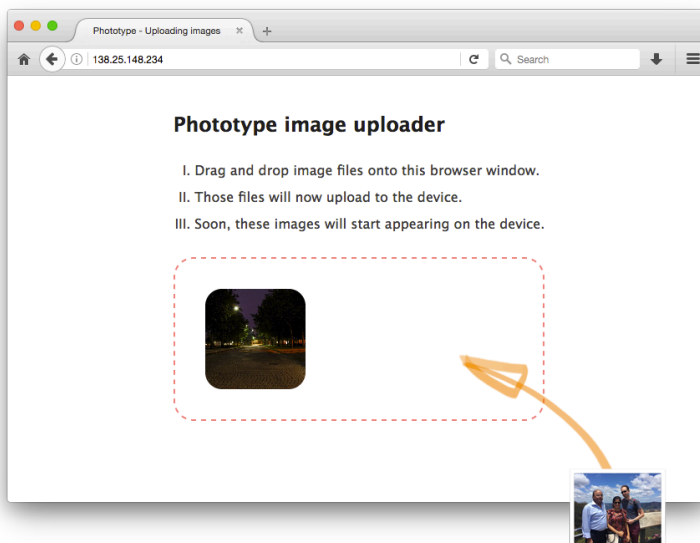 Phototype - Uploading images
138.25.148.234
Search
Phototype image uploader
I. Drag and drop image files onto this browser window.
II. Those files will now upload to the device.
III. Soon, these images will start appearing on the device.